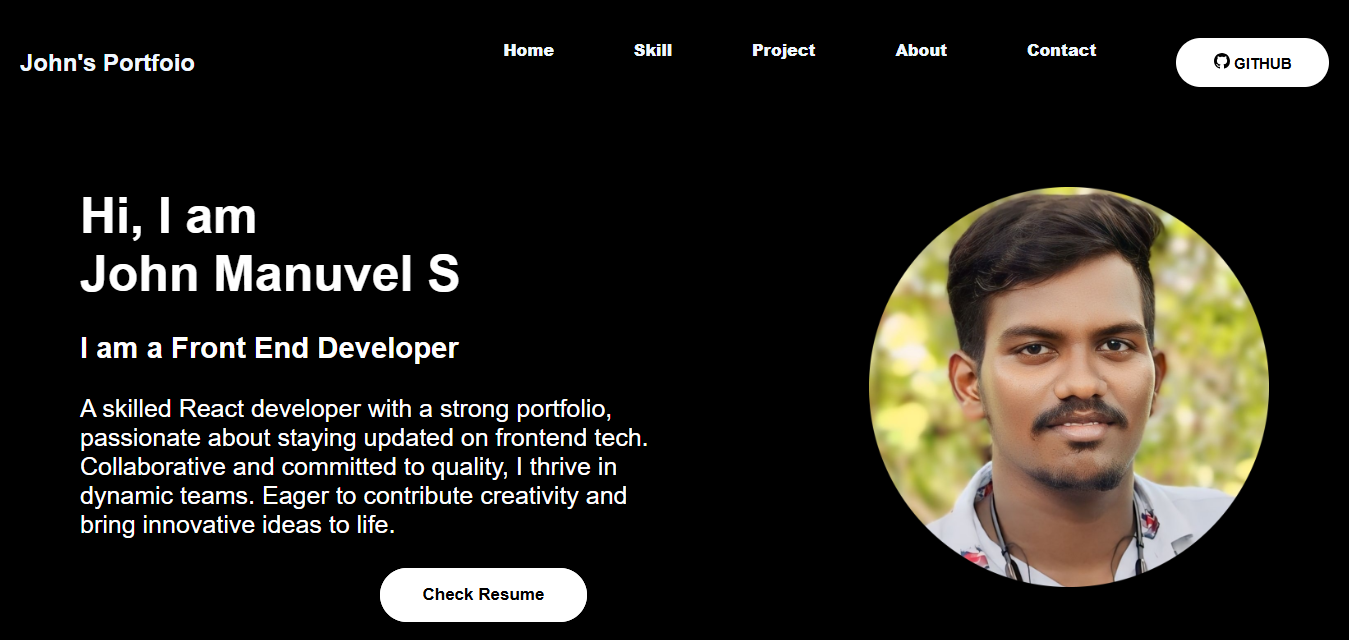 John's Portfoio
Home
Skill
Project
About
Contact
GITHUB
Hi, I am
John Manuvel S
I am a Front End Developer
A skilled React developer with a strong portfolio,
passionate about staying updated on frontend tech.
Collaborative and committed to quality, I thrive in
dynamic teams. Eager to contribute creativity and
bring innovative ideas to life.
Check Resume